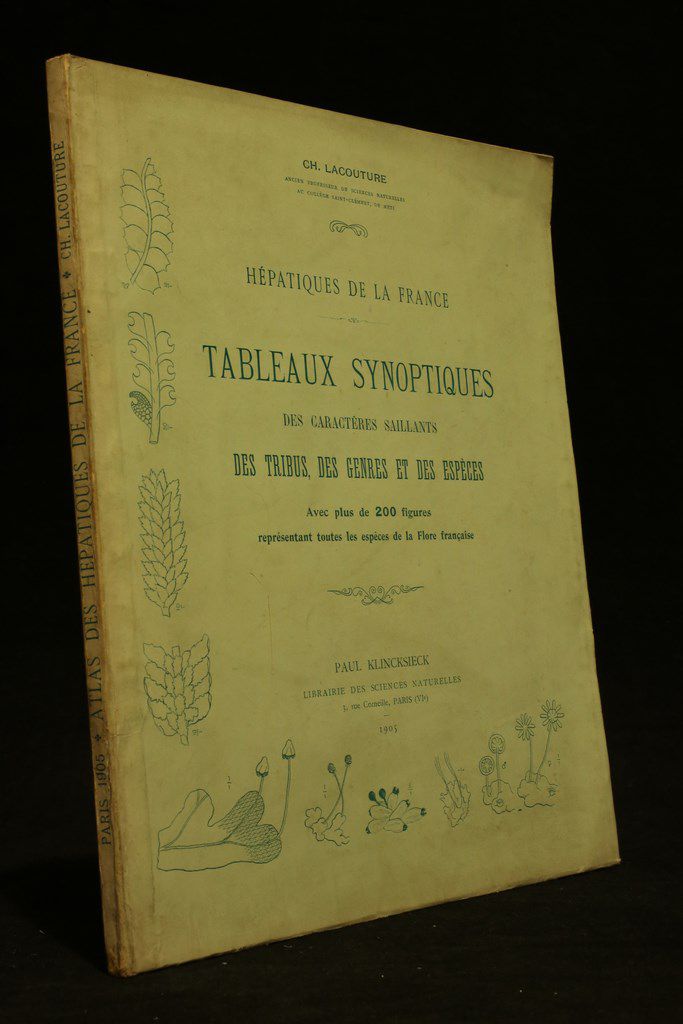 CH. LACOUTURE
ANCIEN PROFESSEUR DE SCIENCES NATURELLES
AU COLLÈGE SAINT-CLÉMENT, DE METZ
HÉPATIQUES DE LA FRANCE
TABLEAUX SYNOPTIQUES
DES CARACTÈRES SAILLANTS
DES TRIBUS, DES GENRES ET DES ESPÈCES
Avec plus de 200 figures
représentant toutes les espèces de la Flore française
PAUL KLINCKSIECK
LIBRAIRIE DES SCIENCES NATURELLES
3, rue Corneille, PARIS (VIe)
1905
PARIS 1905 + ATLAS DES HÉPATIQUES DE LA FRANCE + CH. LACOUTURE